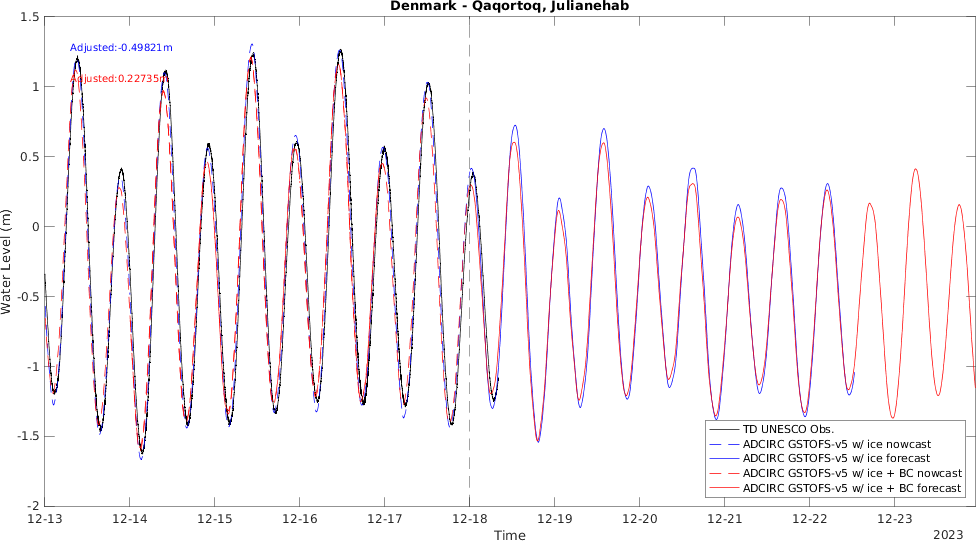 Denmark - Qaqortoq, Julianehab
1.5
1
0.5
0
-0.5
-1
-1.5
-2
Water Level (m)
Adjusted:-0.49821m
Adjusted:0.22735m
TD UNESCO Obs.
ADCIRC GSTOFS-v5 w/ ice nowcast
ADCIRC GSTOFS-v5 w/ ice forecast
ADCIRC GSTOFS-v5 w/ ice + BC nowcast
ADCIRC GSTOFS-v5 w/ ice + BC forecast
12-13 12-14 12-15 12-16 12-17 12-18 12-19 12-20 12-21 12-22 12-23
Time
2023